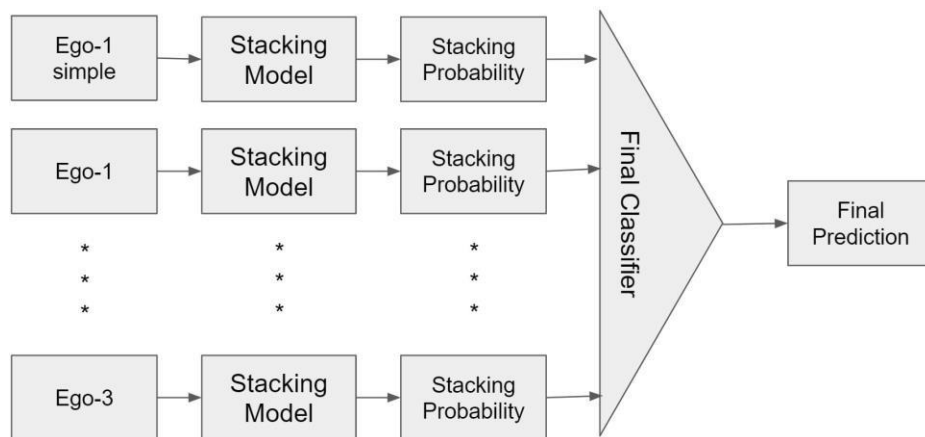 Ego-1
simple
Stacking
Model
Stacking
Probability
Ego-1
Stacking
Model
Stacking
Probability
* * *
* * *
* * *
Ego-3
Stacking
Model
Stacking
Probability
Final Classifier
Final
Prediction